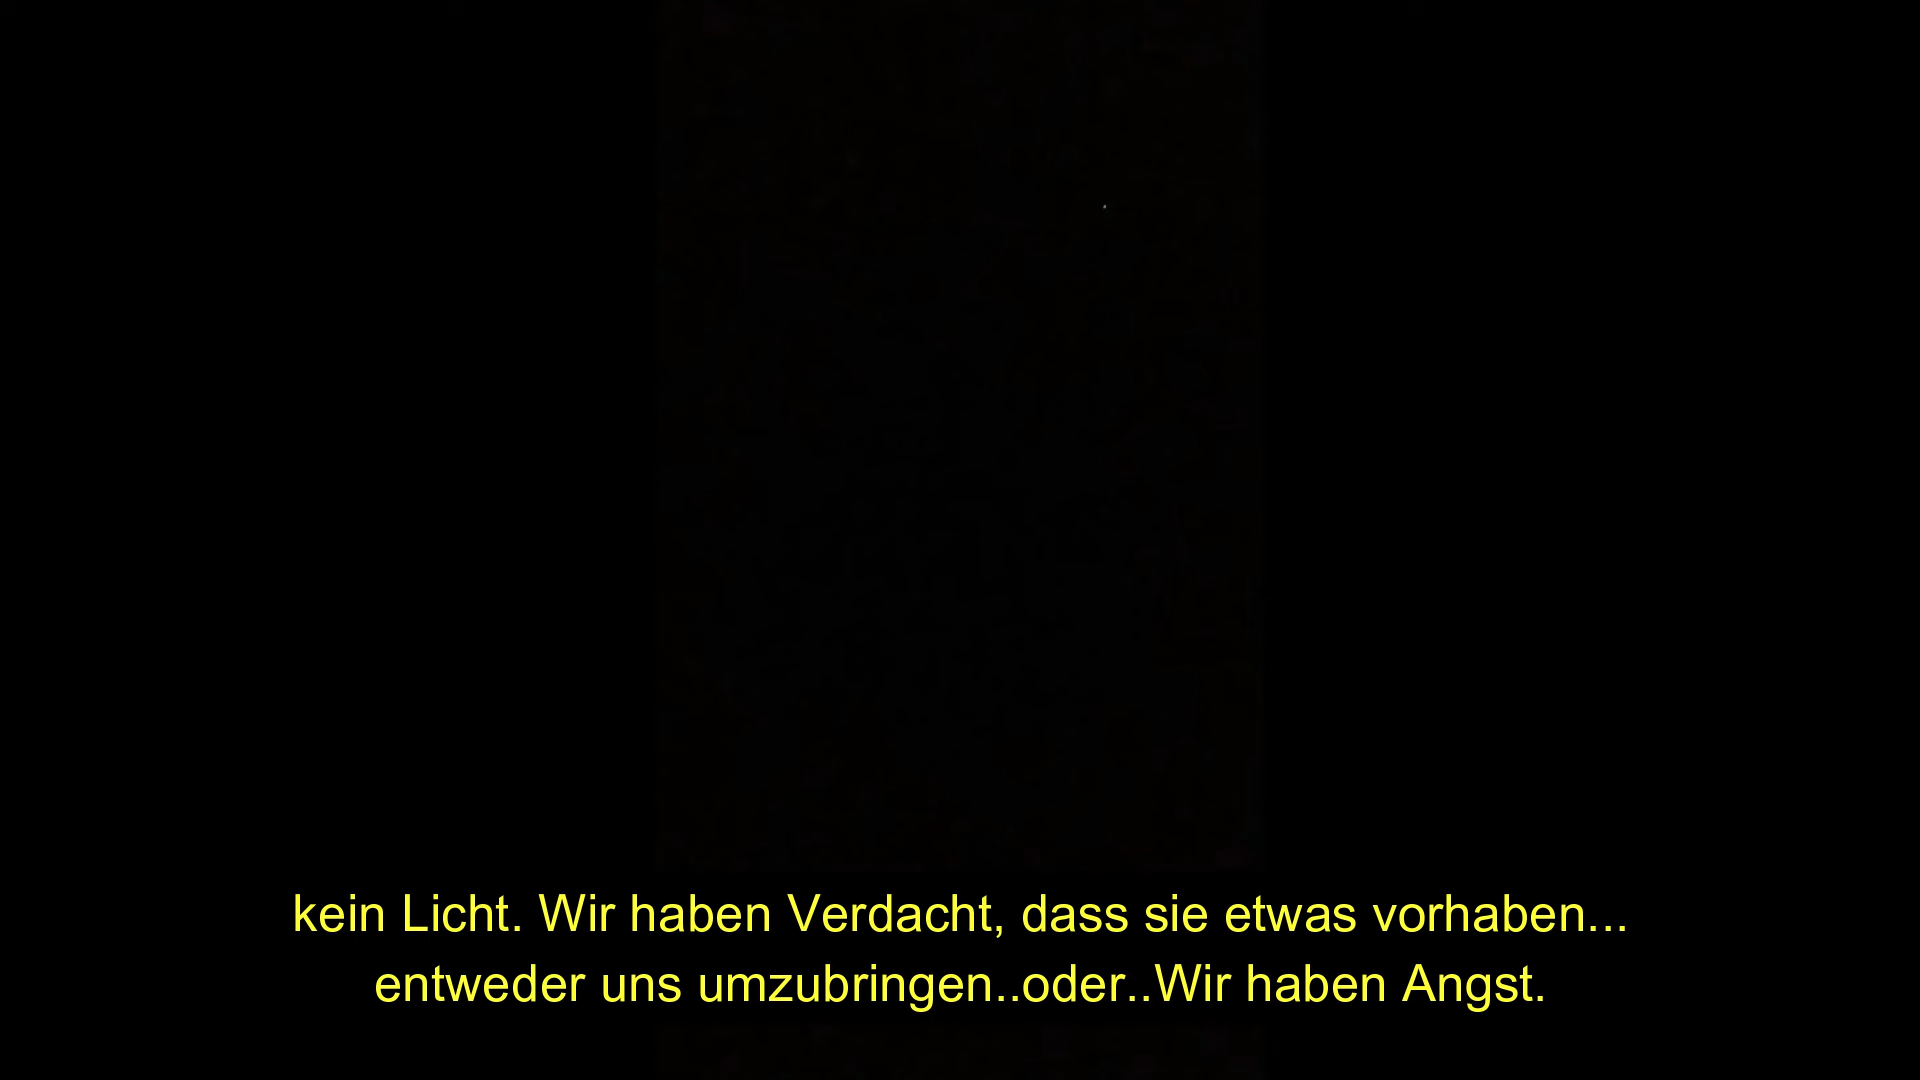 kein Licht. Wir haben Verdacht, dass sie etwas vorhaben...
entweder uns umzubringen..oder..Wir haben Angst.